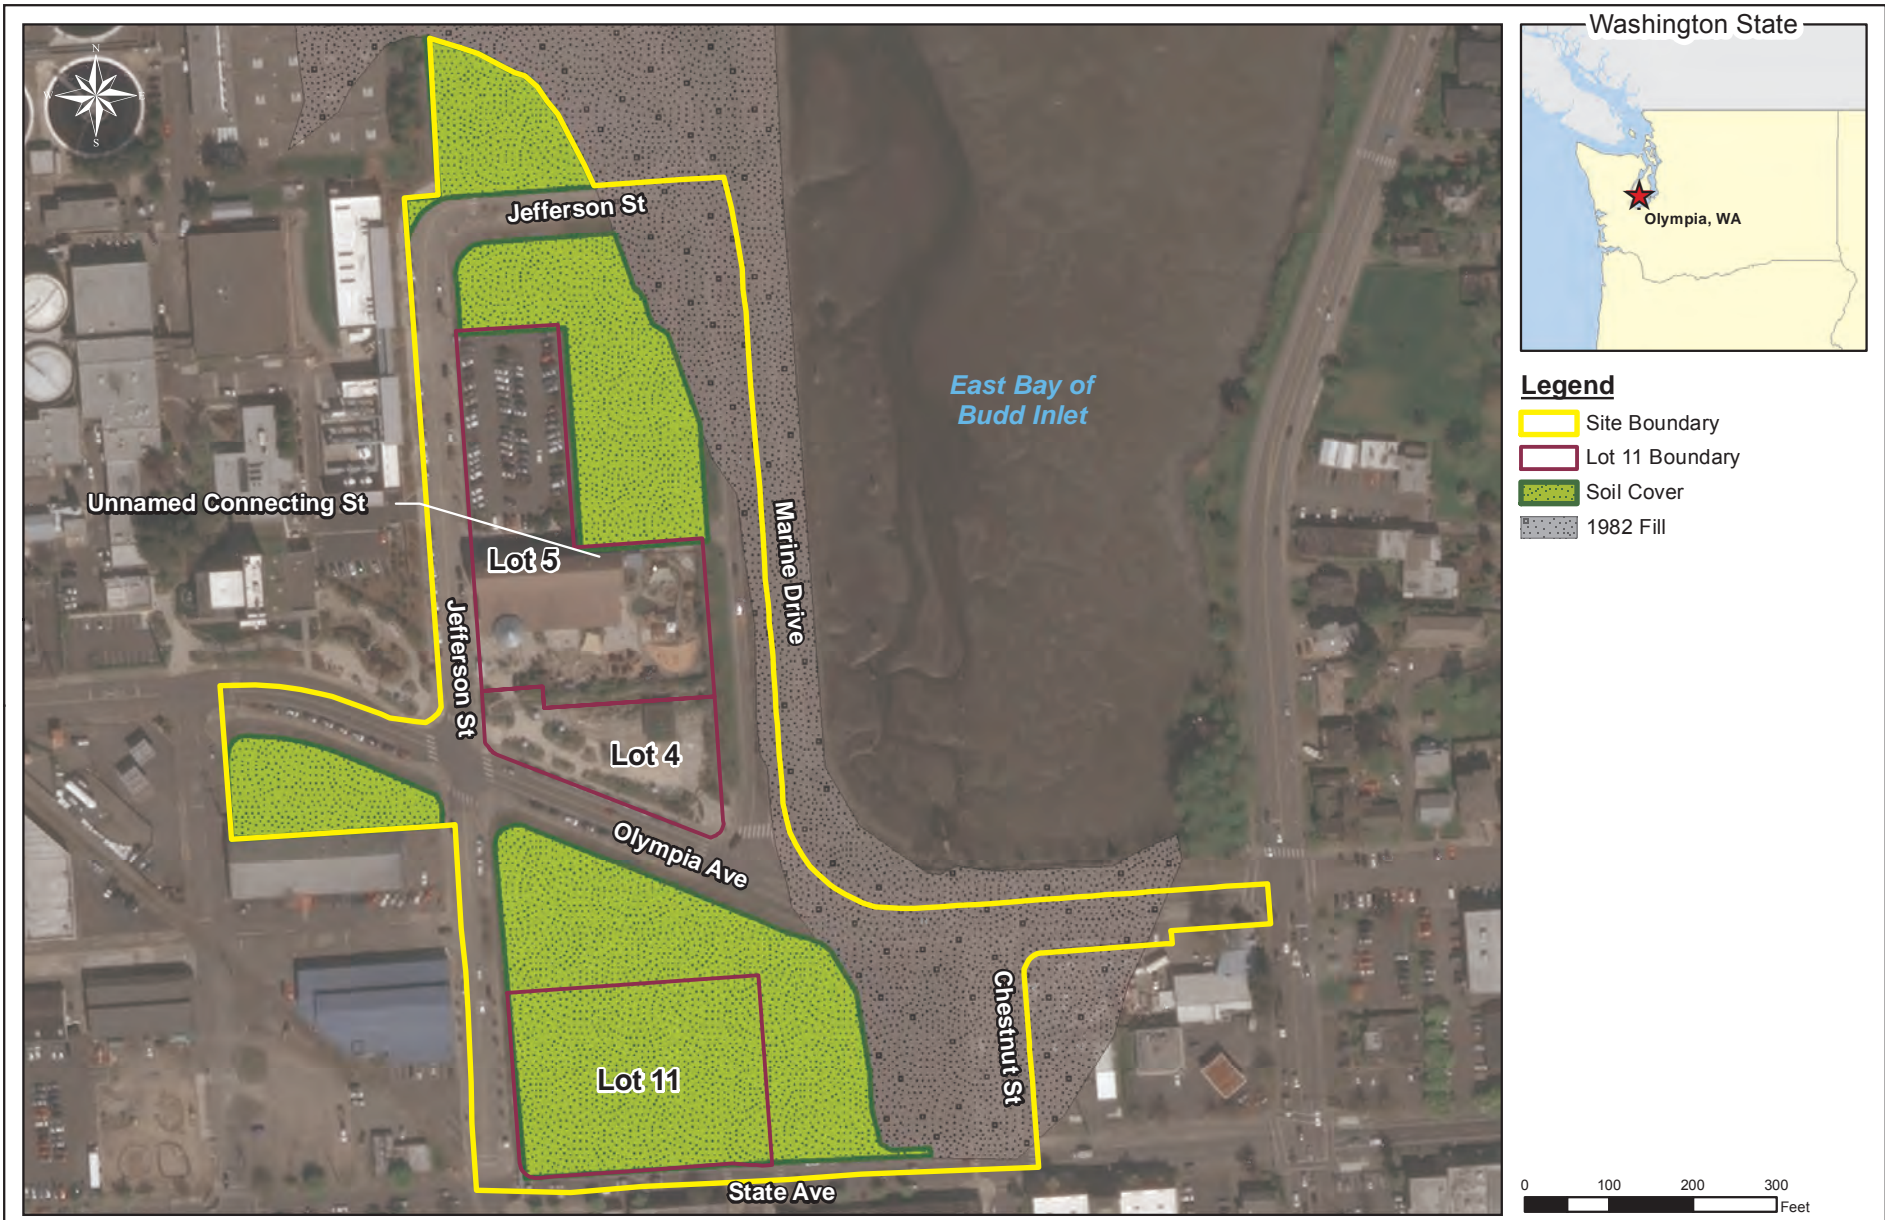 N
W
E
S
Jefferson St
East Bay of
Budd Inlet
Unnamed Connecting St
Lot 5
Marine Drive
Jefferson St
Lot 4
Olympia Ave
Chestnut St
Lot 11
State Ave
Washington State
Olympia, WA
Legend
Site Boundary
Lot 11 Boundary
Soil Cover
1982 Fill
0 100 200 300
Feet